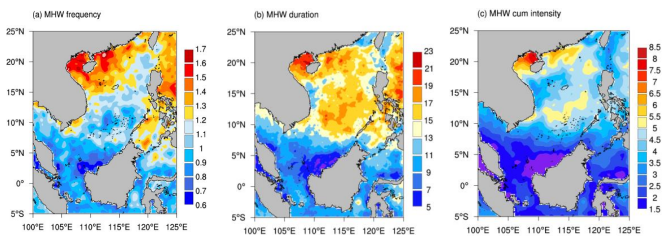 (a) MHW frequency
25°N
20°N
15°N
10°N
5°N
0°
5°S
100°E 105°E 110°E 115°E 120°E 125°E
1.7
1.6
1.5
1.4
1.3
1.2
1.1
1
0.9
0.8
0.7
0.6
(b) MHW duration
25°N
20°N
15°N
10°N
5°N
0°
5°S
100°E 105°E 110°E 115°E 120°E 125°E
23
21
19
17
15
13
11
9
7
5
(c) MHW cum intensity
25°N
20°N
15°N
10°N
5°N
0°
5°S
100°E 105°E 110°E 115°E 120°E 125°E
8.5
8
7.5
7
6.5
6
5.5
5
4.5
4
3.5
3
2.5
2
1.5